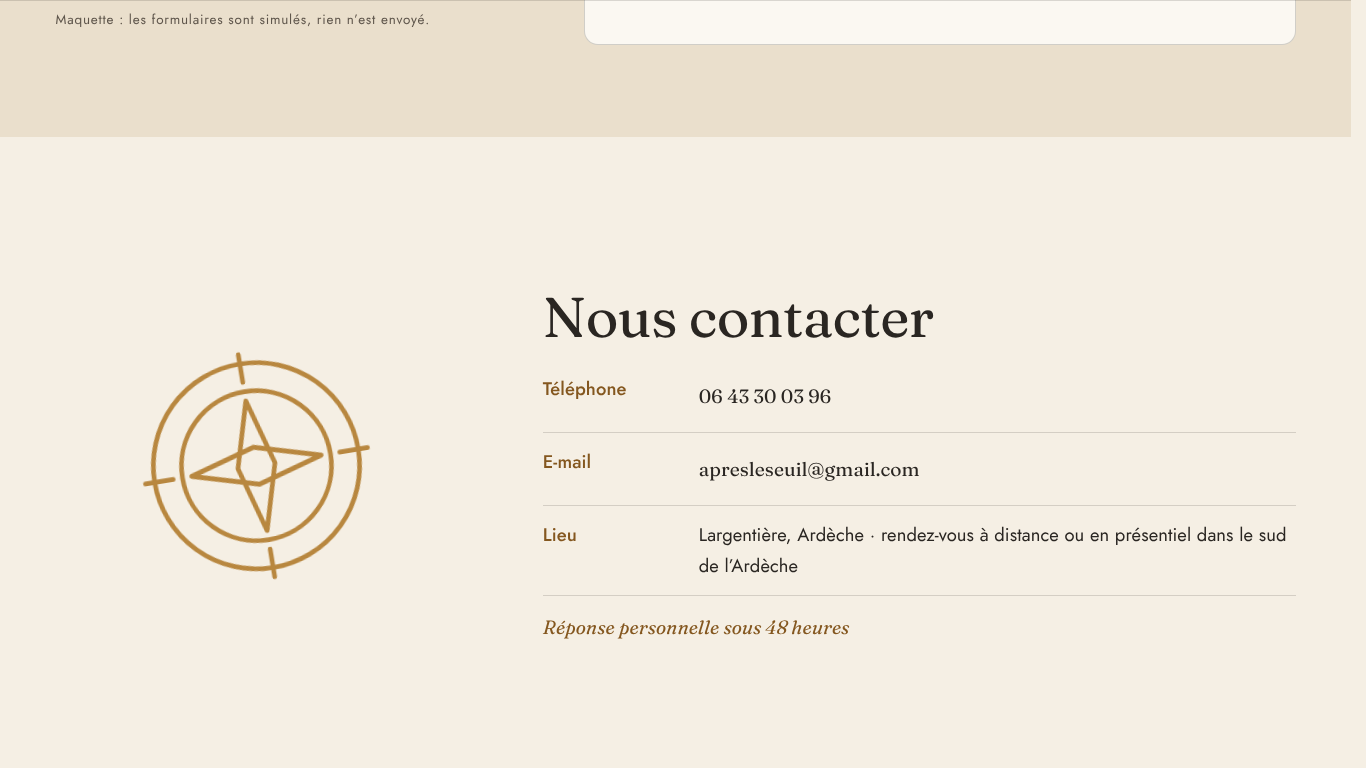 Maquette : les formulaires sont simulés, rien n’est envoyé.
Nous contacter
Téléphone
06 43 30 03 96
E-mail
apresleseuil@gmail.com
Lieu
Largentière, Ardèche · rendez-vous à distance ou en présentiel dans le sud
de l’Ardèche
Réponse personnelle sous 48 heures